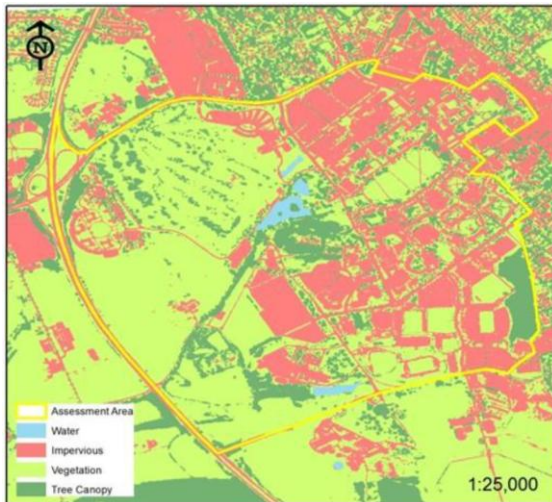 N
Assessment Area
Water
Impervious
Vegetation
Tree Canopy
1:25,000